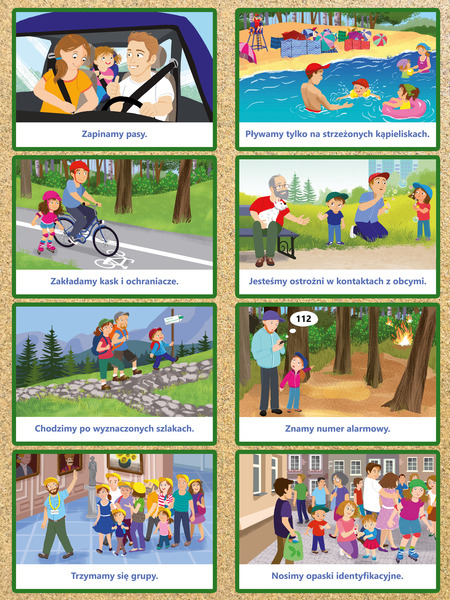 Zapinamy pasy.
Pływamy tylko na strzeżonych kąpieliskach.
Zakładamy kask i ochraniacze.
Jesteśmy ostrożni w kontaktach z obcymi.
112
Chodzimy po wyznaczonych szlakach.
Znamy numer alarmowy.
Trzymamy się grupy.
Nosimy opaski identyfikacyjne.